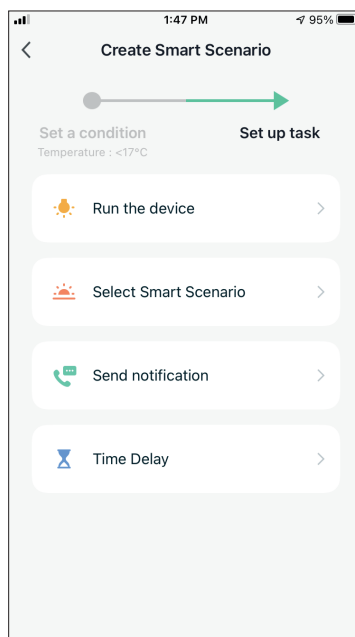 1:47 PM
95%
Create Smart Scenario
Set a condition
Set up task
Temperature : <17°C
Run the device
Select Smart Scenario
Send notification
Time Delay